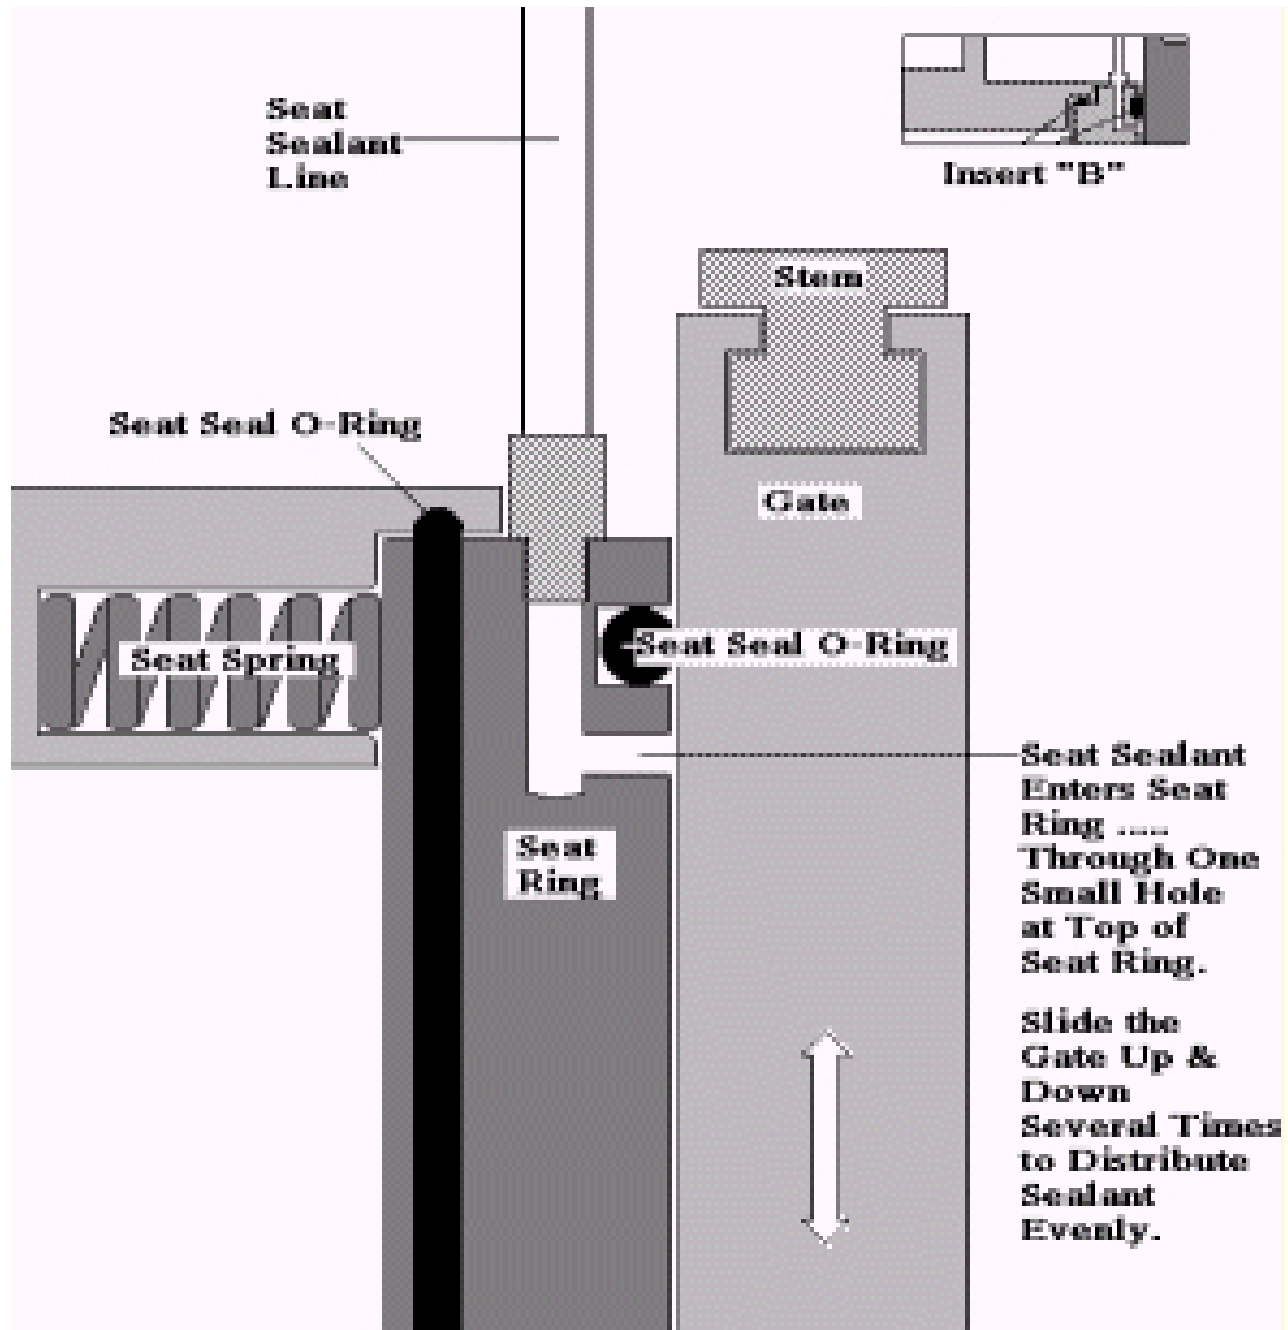 Seat
Sealant
Line
Insert "B"
Stem
Seat Seal O-Ring
Gate
Seat Spring
Seat Seal O-Ring
Seat
Ring
Seat Sealant
Enters Seat
Ring .....
Through One
Small Hole
at Top of
Seat Ring.
Slide the
Gate Up &
Down
Several Times
to Distribute
Sealant
Evenly.